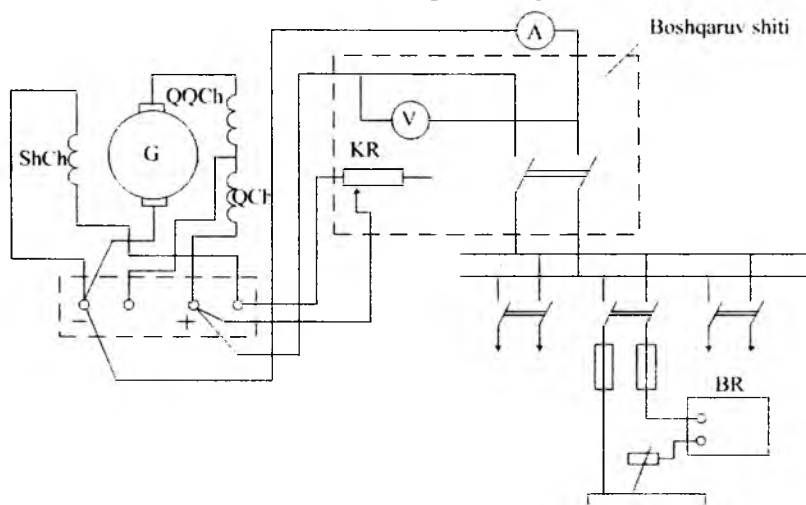 A
Boshqaruv shiti
QQCh
V
G
ShCh
KR
QCh
- +
BR